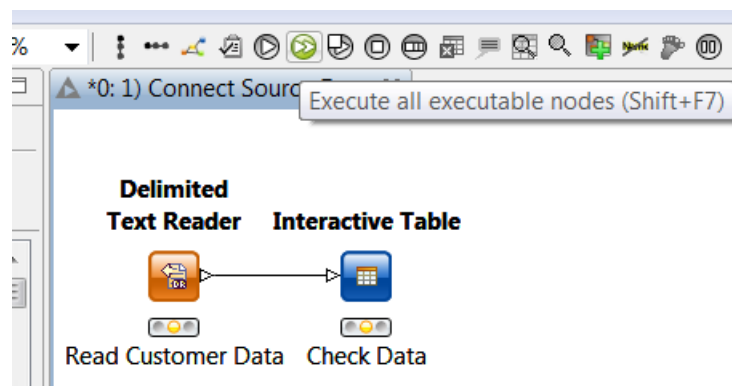 %
*0: 1) Connect Sourc
Execute all executable nodes (Shift+F7)
Delimited
Text Reader
Interactive Table
DR
Read Customer Data
Check Data